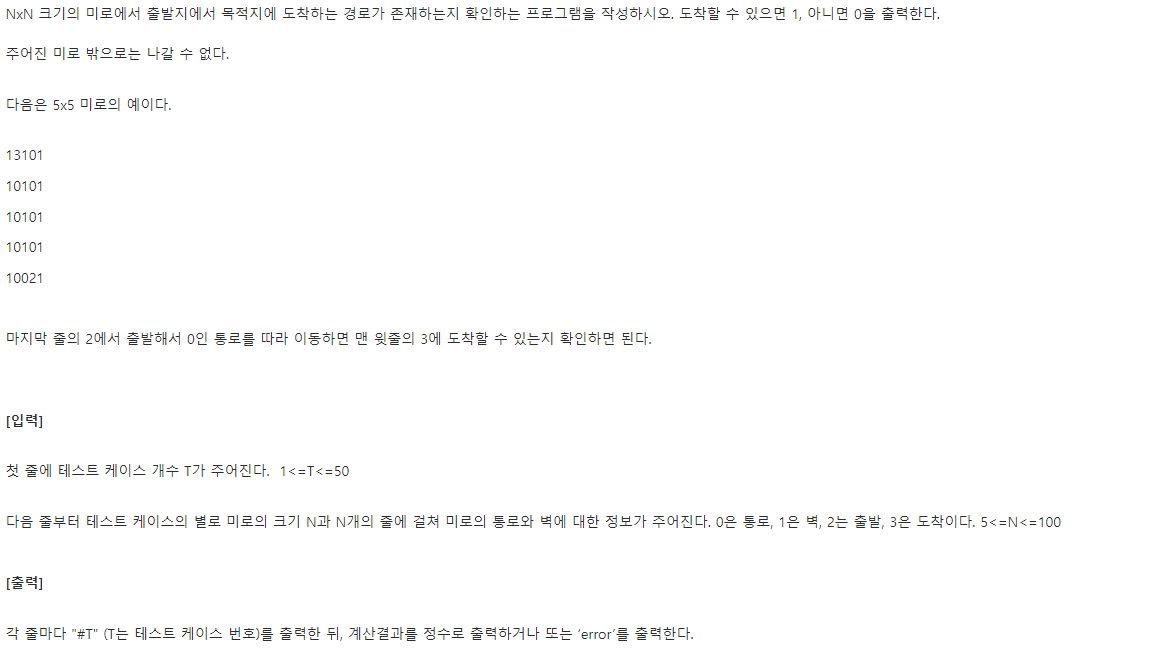 NxN 크기의 미로에서 출발지에서 목적지에 도착하는 경로가 존재하는지 확인하는 프로그램을 작성하시오. 도착할 수 있으면 1, 아니면 0을 출력한다.
주어진 미로 밖으로는 나갈 수 없다.
다음은 5x5 미로의 예이다.
13101
10101
10101
10101
10021
마지막 줄의 2에서 출발해서 0인 통로를 따라 이동하면 맨 윗줄의 3에 도착할 수 있는지 확인하면 된다.
[입력]
첫 줄에 테스트 케이스 개수 T가 주어진다. 1<=T<=50
다음 줄부터 테스트 케이스의 별로 미로의 크기 N과 N개의 줄에 걸쳐 미로의 통로와 벽에 대한 정보가 주어진다. 0은 통로, 1은 벽, 2는 출발, 3은 도착이다. 5<=N<=100
[출력]
각 줄마다 "#T" (T는 테스트 케이스 번호)를 출력한 뒤, 계산결과를 정수로 출력하거나 또는 ‘error’를 출력한다.